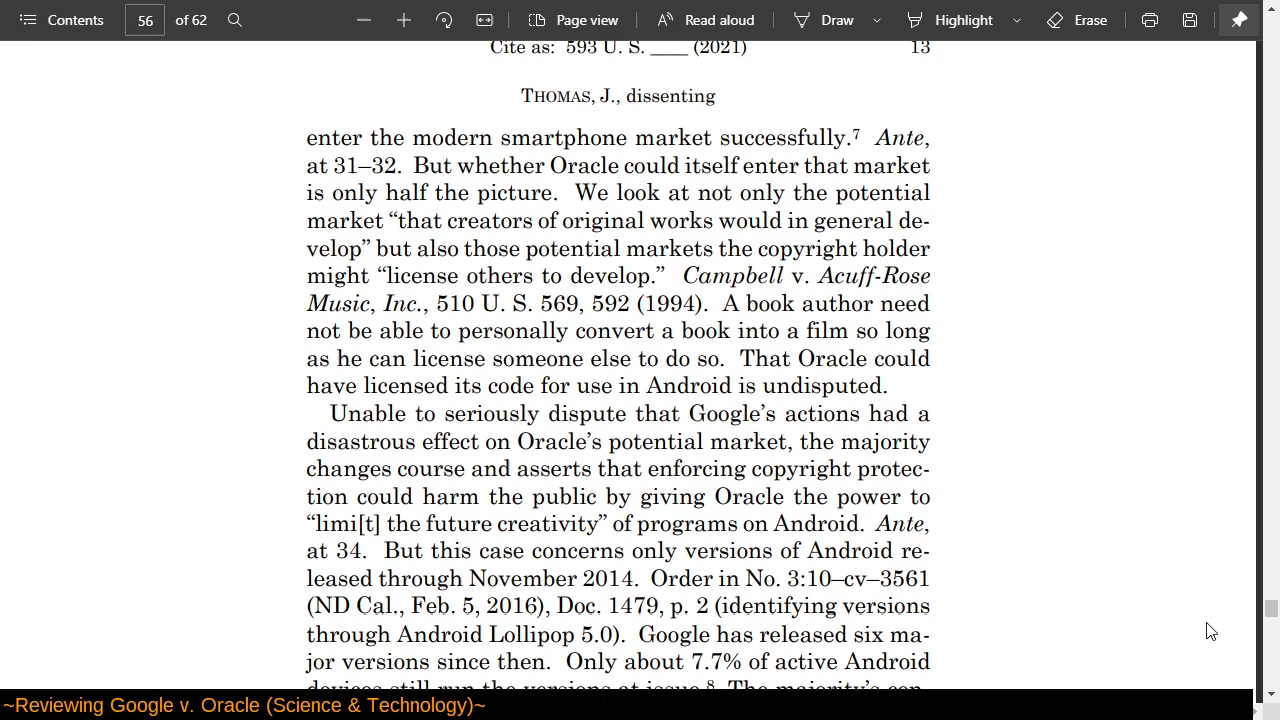 Contents 56 of 62 Page view Read aloud Draw Highlight Erase
Cite as: 593 U. S. ____ (2021) 13
THOMAS, J., dissenting
enter the modern smartphone market successfully.7 Ante,
at 31–32. But whether Oracle could itself enter that market
is only half the picture. We look at not only the potential
market “that creators of original works would in general de-
velop” but also those potential markets the copyright holder
might “license others to develop.” Campbell v. Acuff-Rose
Music, Inc., 510 U. S. 569, 592 (1994). A book author need
not be able to personally convert a book into a film so long
as he can license someone else to do so. That Oracle could
have licensed its code for use in Android is undisputed.
Unable to seriously dispute that Google’s actions had a
disastrous effect on Oracle’s potential market, the majority
changes course and asserts that enforcing copyright protec-
tion could harm the public by giving Oracle the power to
“limi[t] the future creativity” of programs on Android. Ante,
at 34. But this case concerns only versions of Android re-
leased through November 2014. Order in No. 3:10–cv–3561
(ND Cal., Feb. 5, 2016), Doc. 1479, p. 2 (identifying versions
through Android Lollipop 5.0). Google has released six ma-
jor versions since then. Only about 7.7% of active Android
devices still run the versions at issue.8 The majority’s con-
~Reviewing Google v. Oracle (Science & Technology)~